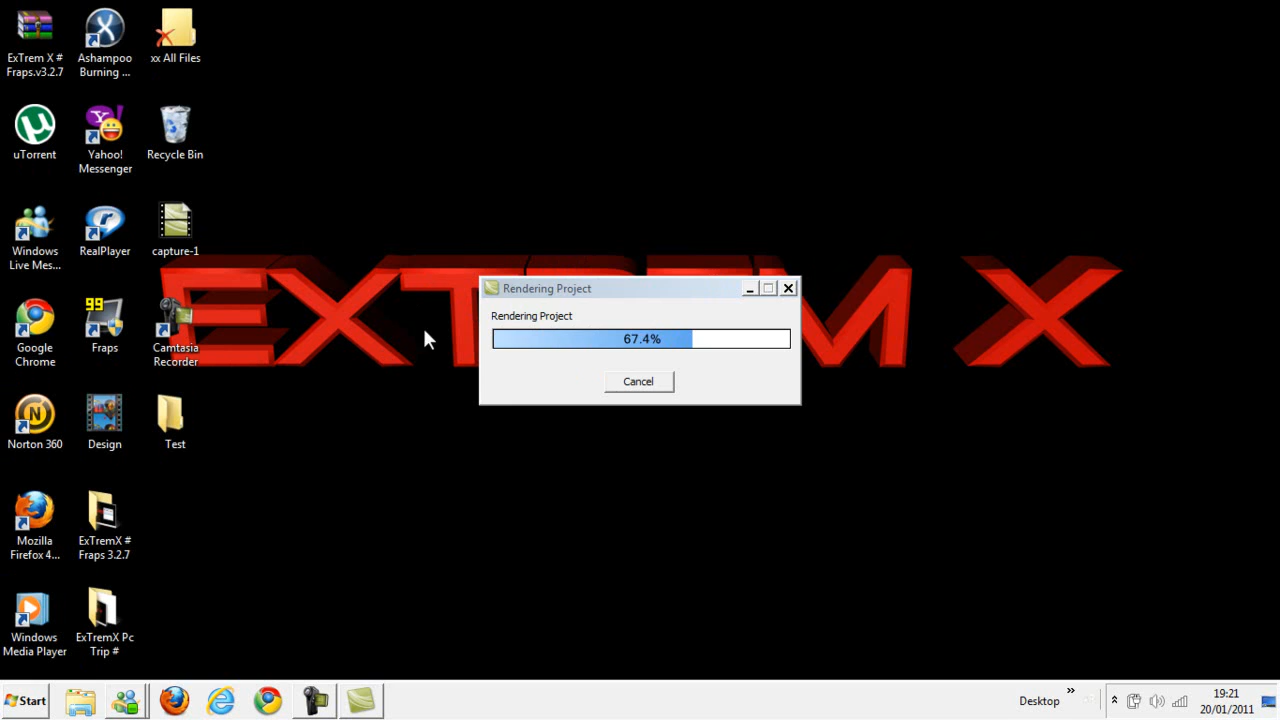 ExTrem X #
Fraps.v3.2.7
Ashampoo
Burning ...
xx All Files
uTorrent
Yahoo!
Messenger
Recycle Bin
Windows
Live Mes...
RealPlayer
capture-1
EXTREM X
Rendering Project
Rendering Project
67.4%
Cancel
Google
Chrome
99
Fraps
Camtasia
Recorder
Norton 360
Design
Test
Mozilla
Firefox 4...
ExTremX #
Fraps 3.2.7
Windows
Media Player
ExTremX Pc
Trip #
Start
Desktop
19:21
20/01/2011